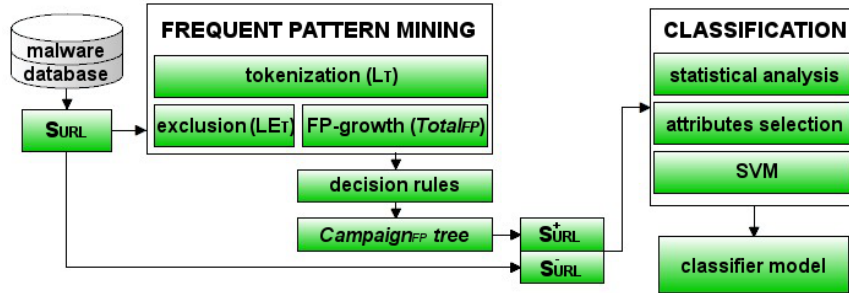 malware
database
SURL
FREQUENT PATTERN MINING
tokenization (LT)
exclusion (LET)
FP-growth (TotalFP)
decision rules
CampaignFP tree
S+URL
S-URL
CLASSIFICATION
statistical analysis
attributes selection
SVM
classifier model